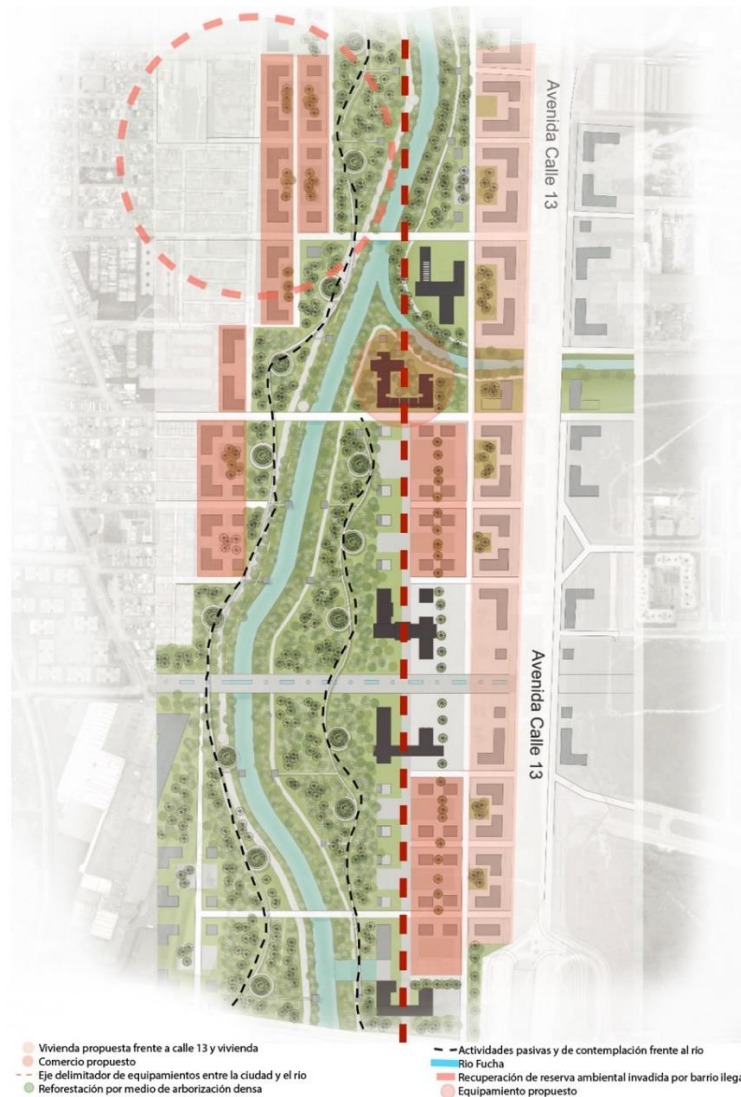 Avenida Calle 13
Avenida Calle 13
Vivienda propuesta frente a calle 13 y vivienda
Comercio propuesto
Eje delimitador de equipamientos entre la ciudad y el rio
Reforestación por medio de arborización densa
Actividades pasivas y de contemplación frente al río
Rio Fucha
Recuperación de reserva ambiental invadida por barrio ilega
Equipamiento propuesto